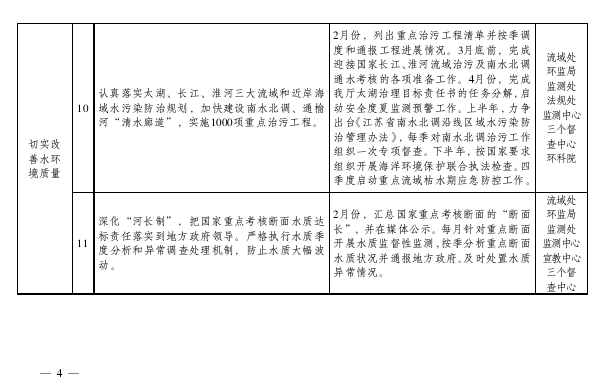 切实改
善水环
境质量
10
认真落实太湖、长江、淮河三大流域和近岸海
域水污染防治规划，加快建设南水北调、通榆
河“清水廊道”，实施1000项重点治污工程。
2月份，列出重点治污工程清单并按季调
度和通报工程进展情况。3月底前，完成
迎接国家长江、淮河流域治污及南水北调
通水考核的各项准备工作。4月份，完成
我厅太湖治理目标责任书的任务分解，启
动安全度夏监测预警工作。上半年，力争
出台《江苏省南水北调沿线区域水污染防
治管理办法》，每季对南水北调治污工作
组织一次专项督查。下半年，按国家要求
组织开展海洋环境保护联合执法检查。四
季度启动重点流域枯水期应急防控工作。
流域处
环监局
监测处
法规处
监测中心
三个督
查中心
环科院
11
深化“河长制”，把国家重点考核断面水质达
标责任落实到地方政府领导。严格执行水质季
度分析和异常调查处理机制，防止水质大幅波
动。
2月份，汇总国家重点考核断面的“断面
长”，并在媒体公示。每月针对重点断面
开展水质监督性监测，按季分析重点断面
水质状况并通报地方政府。及时处置水质
异常情况。
流域处
环监局
监测处
监测中心
宣教中心
三个督
查中心
— 4 —